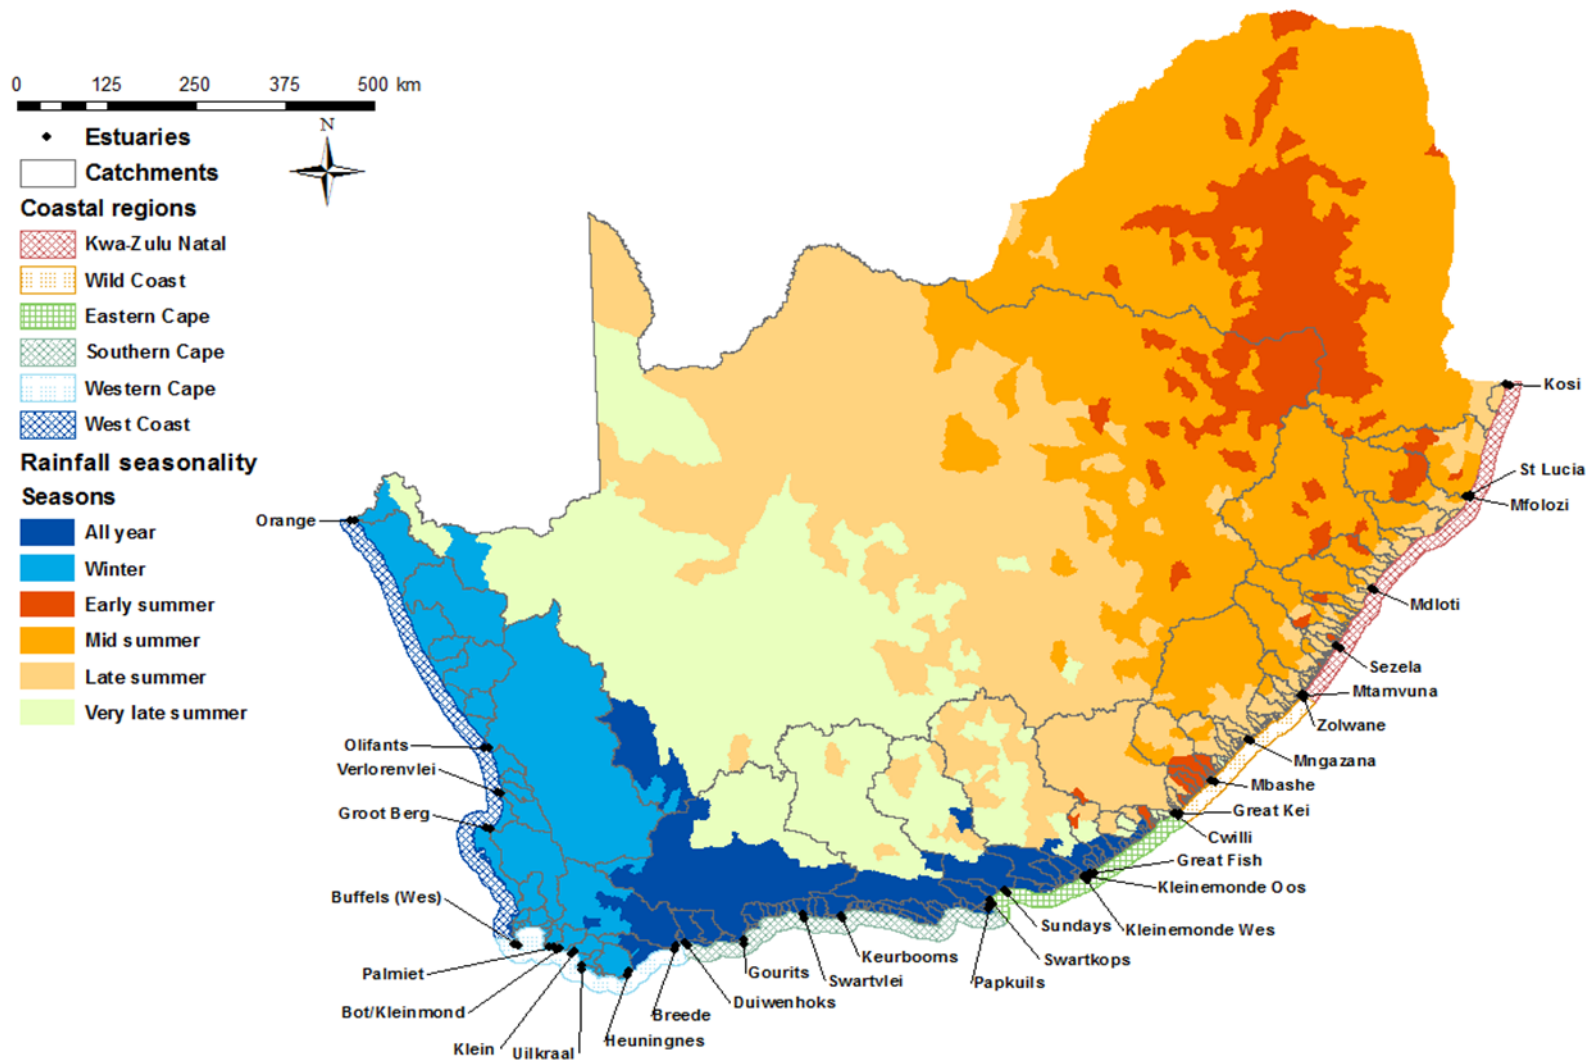 0 125 250 375 500 km
N
Estuaries
Catchments
Coastal regions
Kwa-Zulu Natal
Wild Coast
Eastern Cape
Southern Cape
Western Cape
West Coast
Rainfall seasonality
Seasons
All year
Winter
Early summer
Mid summer
Late summer
Very late summer
Kosi
St Lucia
Mfolozi
Mdloti
Sezela
Mtamvuna
Zolwane
Mngazana
Mbashe
Great Kei
Cwilli
Great Fish
Kleinemonde Oos
Kleinemonde Wes
Sundays
Swartkops
Papkuils
Keurbooms
Swartvlei
Gourits
Duiwenhoks
Breede
Heuningnes
Uilkraal
Klein
Bot/Kleinmond
Palmiet
Buffels (Wes)
Groot Berg
Verlorenvlei
Olifants
Orange